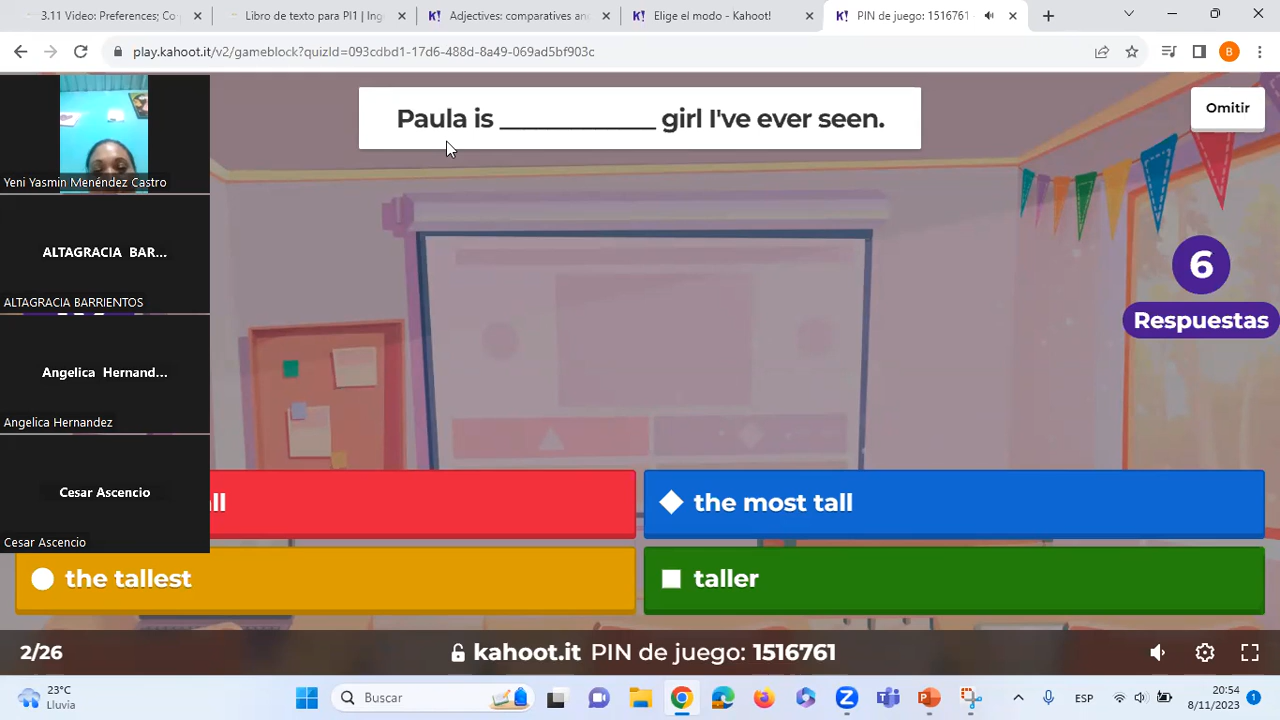 3.11 Video: Preferences; Co
Libro de texto para PI1 | Ing
Adjectives: comparatives an
Elige el modo - Kahoot!
PIN de juego: 1516761
play.kahoot.it/v2/gameblock?quizId=093cdbd1-17d6-488d-8a49-069ad5bf903c
B
Paula is _____________ girl I've ever seen.
Omitir
Yeni Yasmin Menéndez Castro
ALTAGRACIA BAR...
ALTAGRACIA BARRIENTOS
Angelica Hernand...
Angelica Hernandez
Cesar Ascencio
Cesar Ascencio
6
Respuestas
all
the most tall
the tallest
taller
2/26
kahoot.it PIN de juego: 1516761
23°C
Lluvia
Buscar
ESP
20:54
8/11/2023
1